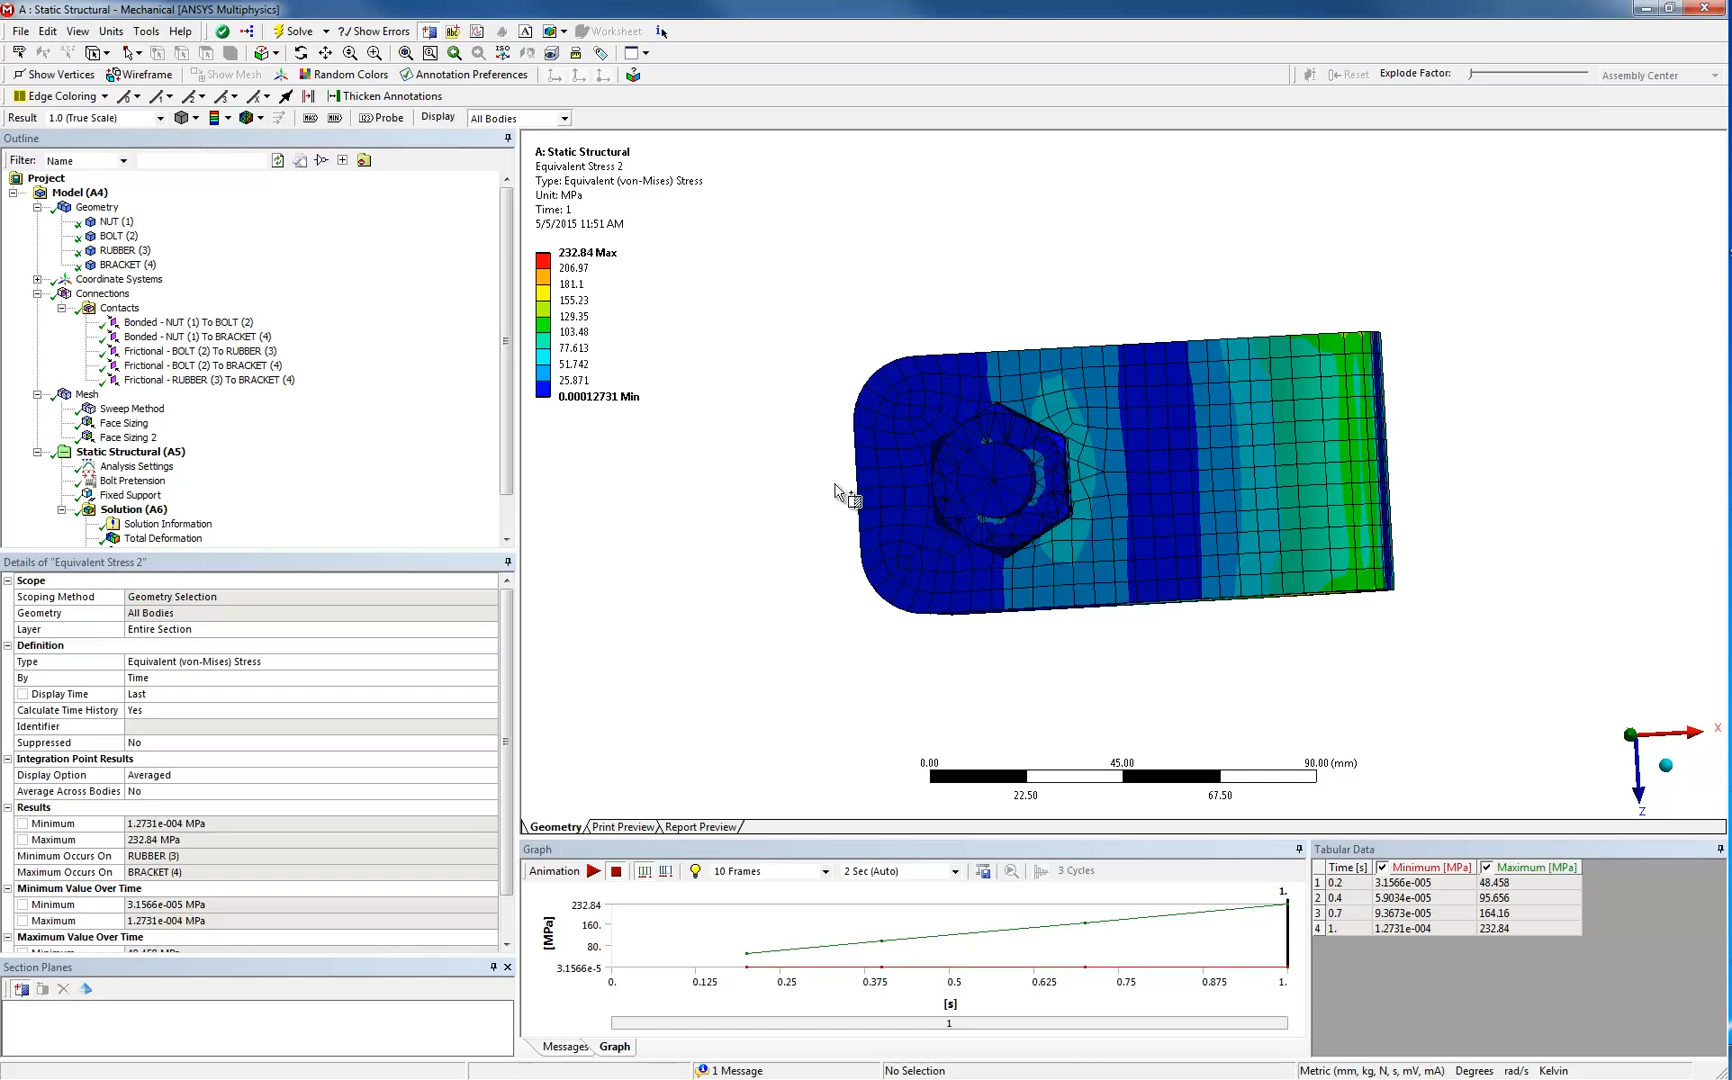 A : Static Structural - Mechanical [ANSYS Multiphysics]
File Edit View Units Tools Help Solve ?/ Show Errors Worksheet
Show Vertices Wireframe Show Mesh Random Colors Annotation Preferences Reset Explode Factor: Assembly Center
Edge Coloring Thicken Annotations
Result 1.0 (True Scale) MAX MIN Probe Display All Bodies
Outline
Filter: Name
Project
Model (A4)
Geometry
NUT (1)
BOLT (2)
RUBBER (3)
BRACKET (4)
Coordinate Systems
Connections
Contacts
Bonded - NUT (1) To BOLT (2)
Bonded - NUT (1) To BRACKET (4)
Frictional - BOLT (2) To RUBBER (3)
Frictional - BOLT (2) To BRACKET (4)
Frictional - RUBBER (3) To BRACKET (4)
Mesh
Sweep Method
Face Sizing
Face Sizing 2
Static Structural (A5)
Analysis Settings
Bolt Pretension
Fixed Support
Solution (A6)
Solution Information
Total Deformation
Details of "Equivalent Stress 2"
Scope
Scoping Method Geometry Selection
Geometry All Bodies
Layer Entire Section
Definition
Type Equivalent (von-Mises) Stress
By Time
Display Time Last
Calculate Time History Yes
Identifier
Suppressed No
Integration Point Results
Display Option Averaged
Average Across Bodies No
Results
Minimum 1.2731e-004 MPa
Maximum 232.84 MPa
Minimum Occurs On RUBBER (3)
Maximum Occurs On BRACKET (4)
Minimum Value Over Time
Minimum 3.1566e-005 MPa
Maximum 1.2731e-004 MPa
Maximum Value Over Time
Section Planes
A: Static Structural
Equivalent Stress 2
Type: Equivalent (von-Mises) Stress
Unit: MPa
Time: 1
5/5/2015 11:51 AM
232.84 Max
206.97
181.1
155.23
129.35
103.48
77.613
51.742
25.871
0.00012731 Min
X
Z
0.00 45.00 90.00 (mm)
22.50 67.50
Geometry Print Preview Report Preview
Graph
Animation 10 Frames 2 Sec (Auto) 3 Cycles
1.
232.84
160.
80.
3.1566e-5
[MPa]
0. 0.125 0.25 0.375 0.5 0.625 0.75 0.875 1.
[s]
1
Messages Graph
Tabular Data
Time [s] Minimum [MPa] Maximum [MPa]
1 0.2 3.1566e-005 48.458
2 0.4 5.9034e-005 95.656
3 0.7 9.3673e-005 164.16
4 1. 1.2731e-004 232.84
1 Message No Selection Metric (mm, kg, N, s, mV, mA) Degrees rad/s Kelvin